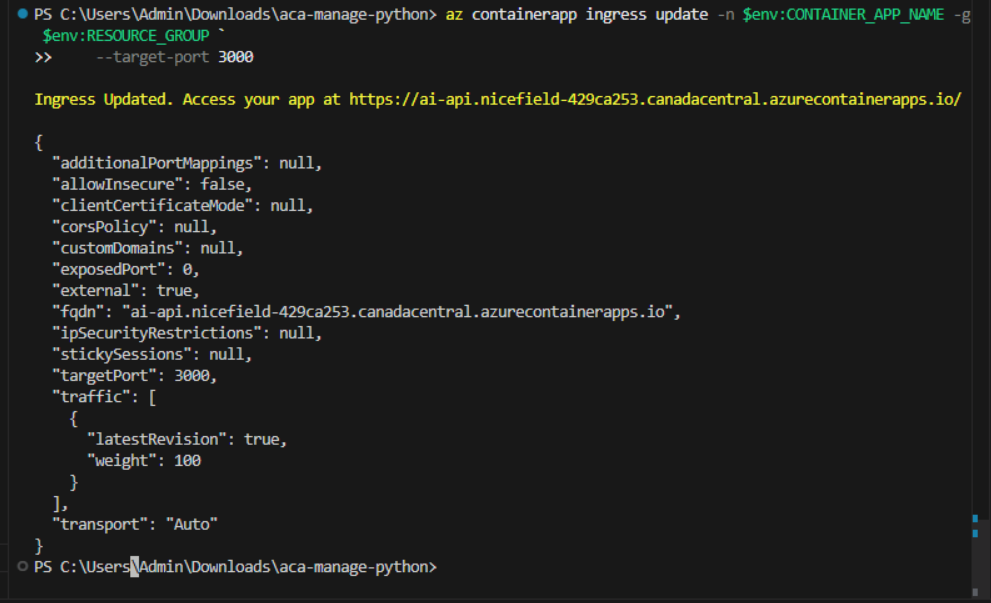 PS C:\Users\Admin\Downloads\aca-manage-python> az containerapp ingress update -n $env:CONTAINER_APP_NAME -g
$env:RESOURCE_GROUP `
>>     --target-port 3000
Ingress Updated. Access your app at https://ai-api.nicefield-429ca253.canadacentral.azurecontainerapps.io/
{
  "additionalPortMappings": null,
  "allowInsecure": false,
  "clientCertificateMode": null,
  "corsPolicy": null,
  "customDomains": null,
  "exposedPort": 0,
  "external": true,
  "fqdn": "ai-api.nicefield-429ca253.canadacentral.azurecontainerapps.io",
  "ipSecurityRestrictions": null,
  "stickySessions": null,
  "targetPort": 3000,
  "traffic": [
    {
      "latestRevision": true,
      "weight": 100
    }
  ],
  "transport": "Auto"
}
PS C:\Users\Admin\Downloads\aca-manage-python>